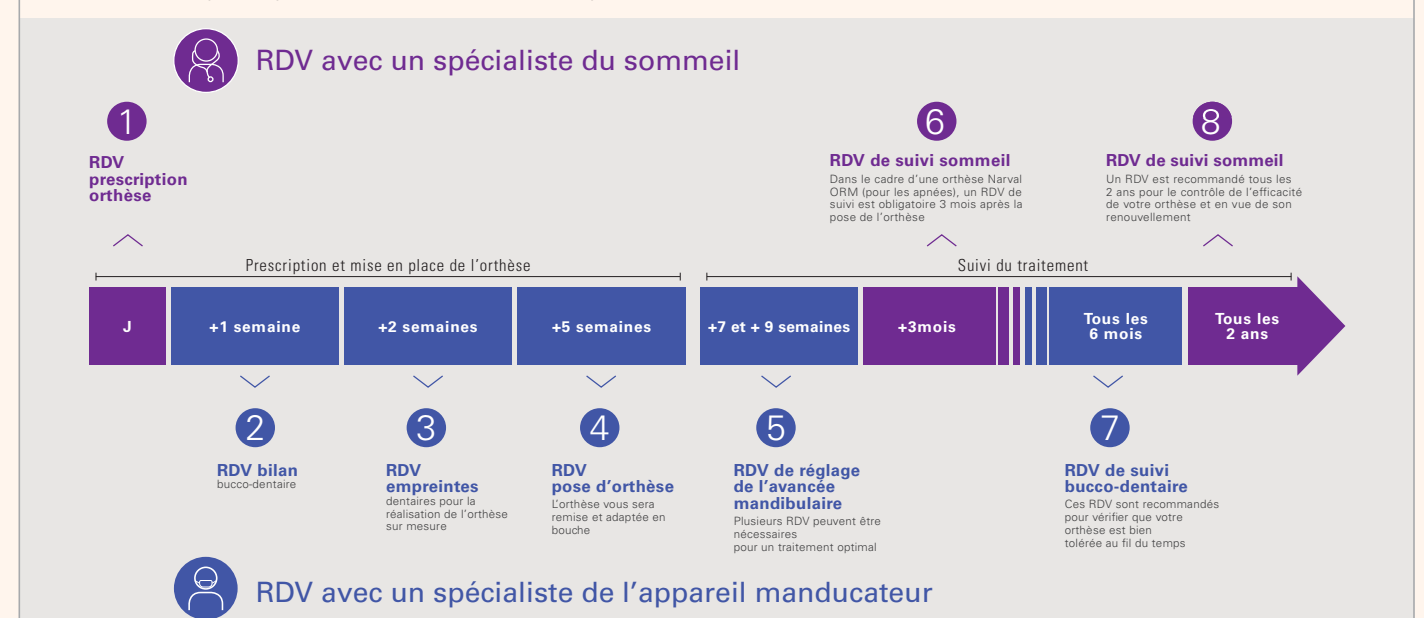 RDV avec un spécialiste du sommeil
1
RDV
prescription
orthèse
6
RDV de suivi sommeil
Dans le cadre d'une orthèse Narval
ORM (pour les apnées), un RDV de
suivi est obligatoire 3 mois après la
pose de l'orthèse
8
RDV de suivi sommeil
Un RDV est recommandé tous les
2 ans pour le contrôle de l'efficacité
de votre orthèse et en vue de son
renouvellement
Prescription et mise en place de l'orthèse
Suivi du traitement
J
+1 semaine
+2 semaines
+5 semaines
+7 et + 9 semaines
+3mois
Tous les
6 mois
Tous les
2 ans
2
RDV bilan
bucco-dentaire
3
RDV
empreintes
dentaires pour la
réalisation de l'orthèse
sur mesure
4
RDV
pose d'orthèse
L'orthèse vous sera
remise et adaptée en
bouche
5
RDV de réglage
de l'avancée
mandibulaire
Plusieurs RDV peuvent être
nécessaires
pour un traitement optimal
7
RDV de suivi
bucco-dentaire
Ces RDV sont recommandés
pour vérifier que votre
orthèse est bien
tolérée au fil du temps
RDV avec un spécialiste de l'appareil manducateur